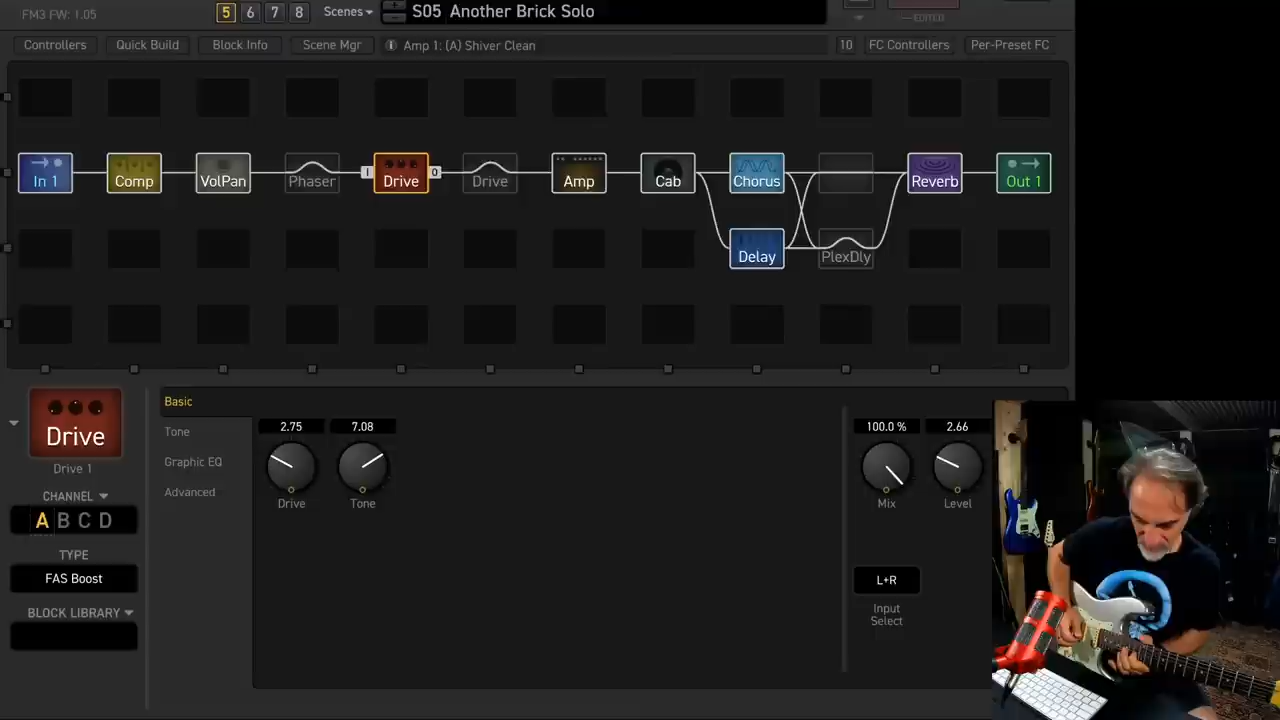 FM3 FW: 1.05
5 6 7 8 Scenes S05 Another Brick Solo
EDITED
Controllers Quick Build Block Info Scene Mgr Amp 1: (A) Shiver Clean 10 FC Controllers Per-Preset FC
In 1 Comp VolPan Phaser I Drive O Drive Amp Cab Chorus Reverb Out 1
Delay PlexDly
Drive
Drive 1
CHANNEL
A B C D
TYPE
FAS Boost
BLOCK LIBRARY
Basic
Tone
Graphic EQ
Advanced
2.75 7.08
Drive Tone
100.0 % 2.66
Mix Level
L+R
Input
Select